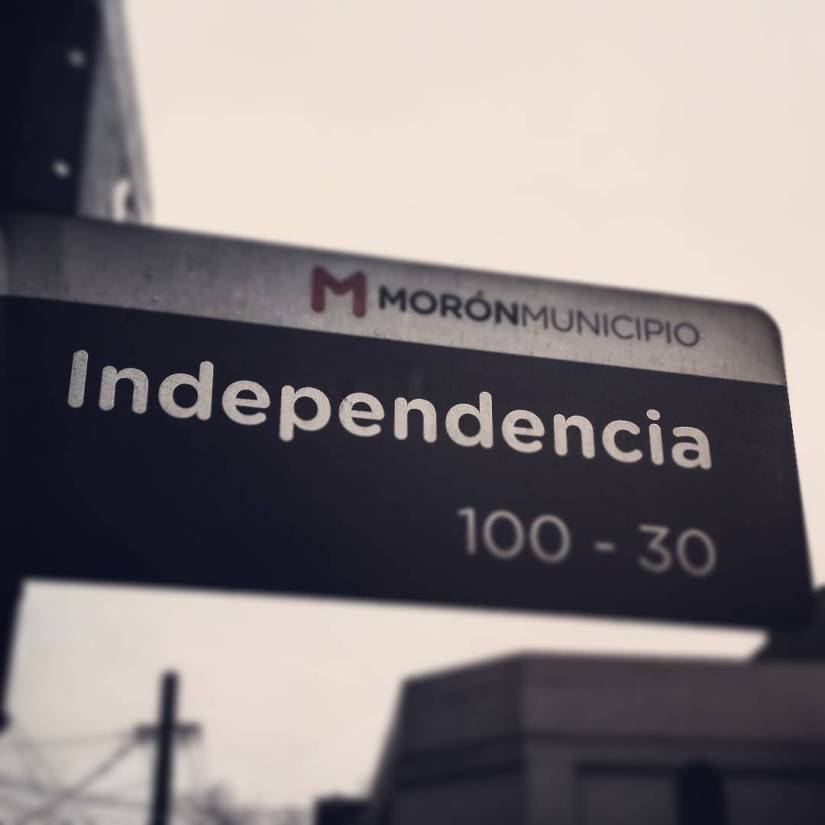 M MORÓNMUNICIPIO
Independencia
100 - 30